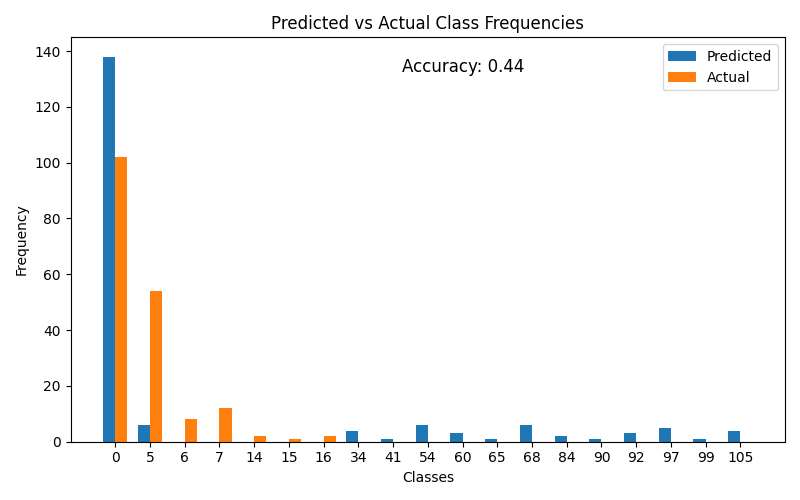 Predicted vs Actual Class Frequencies
Accuracy: 0.44
Predicted
Actual
Frequency
140
120
100
80
60
40
20
0
0 5 6 7 14 15 16 34 41 54 60 65 68 84 90 92 97 99 105
Classes